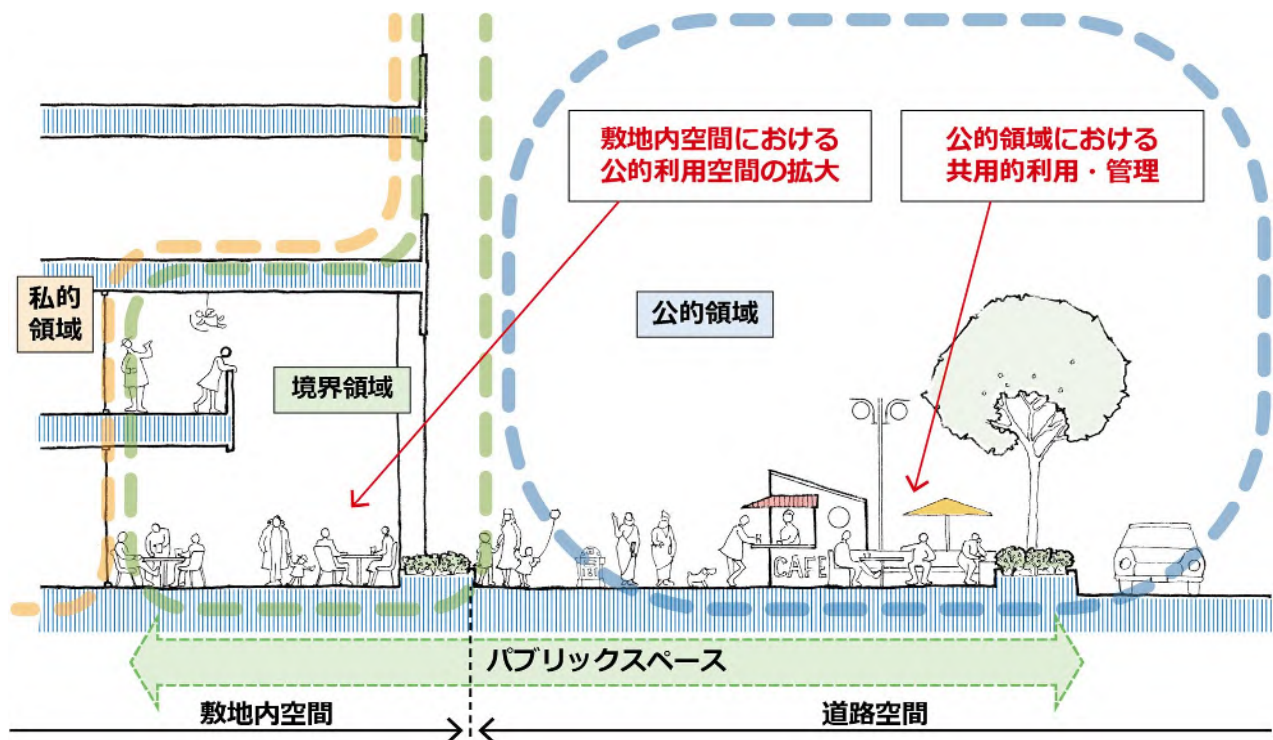 敷地内空間における
公的利用空間の拡大
公的領域における
共用的利用・管理
私的
領域
公的領域
境界領域
CAFE
パブリックスペース
敷地内空間
道路空間